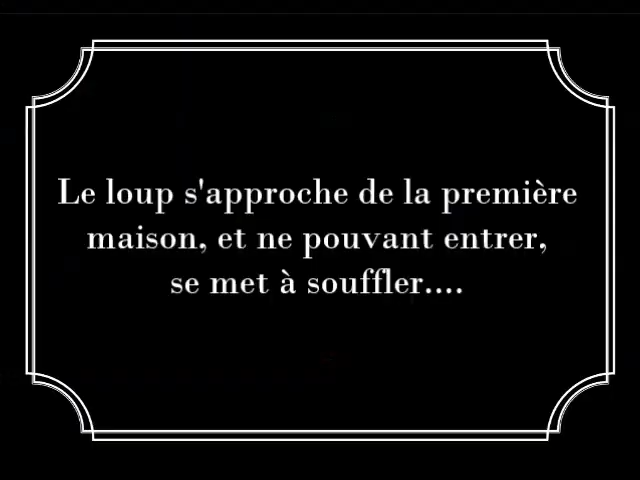 Le loup s'approche de la première
maison, et ne pouvant entrer,
se met à souffler....